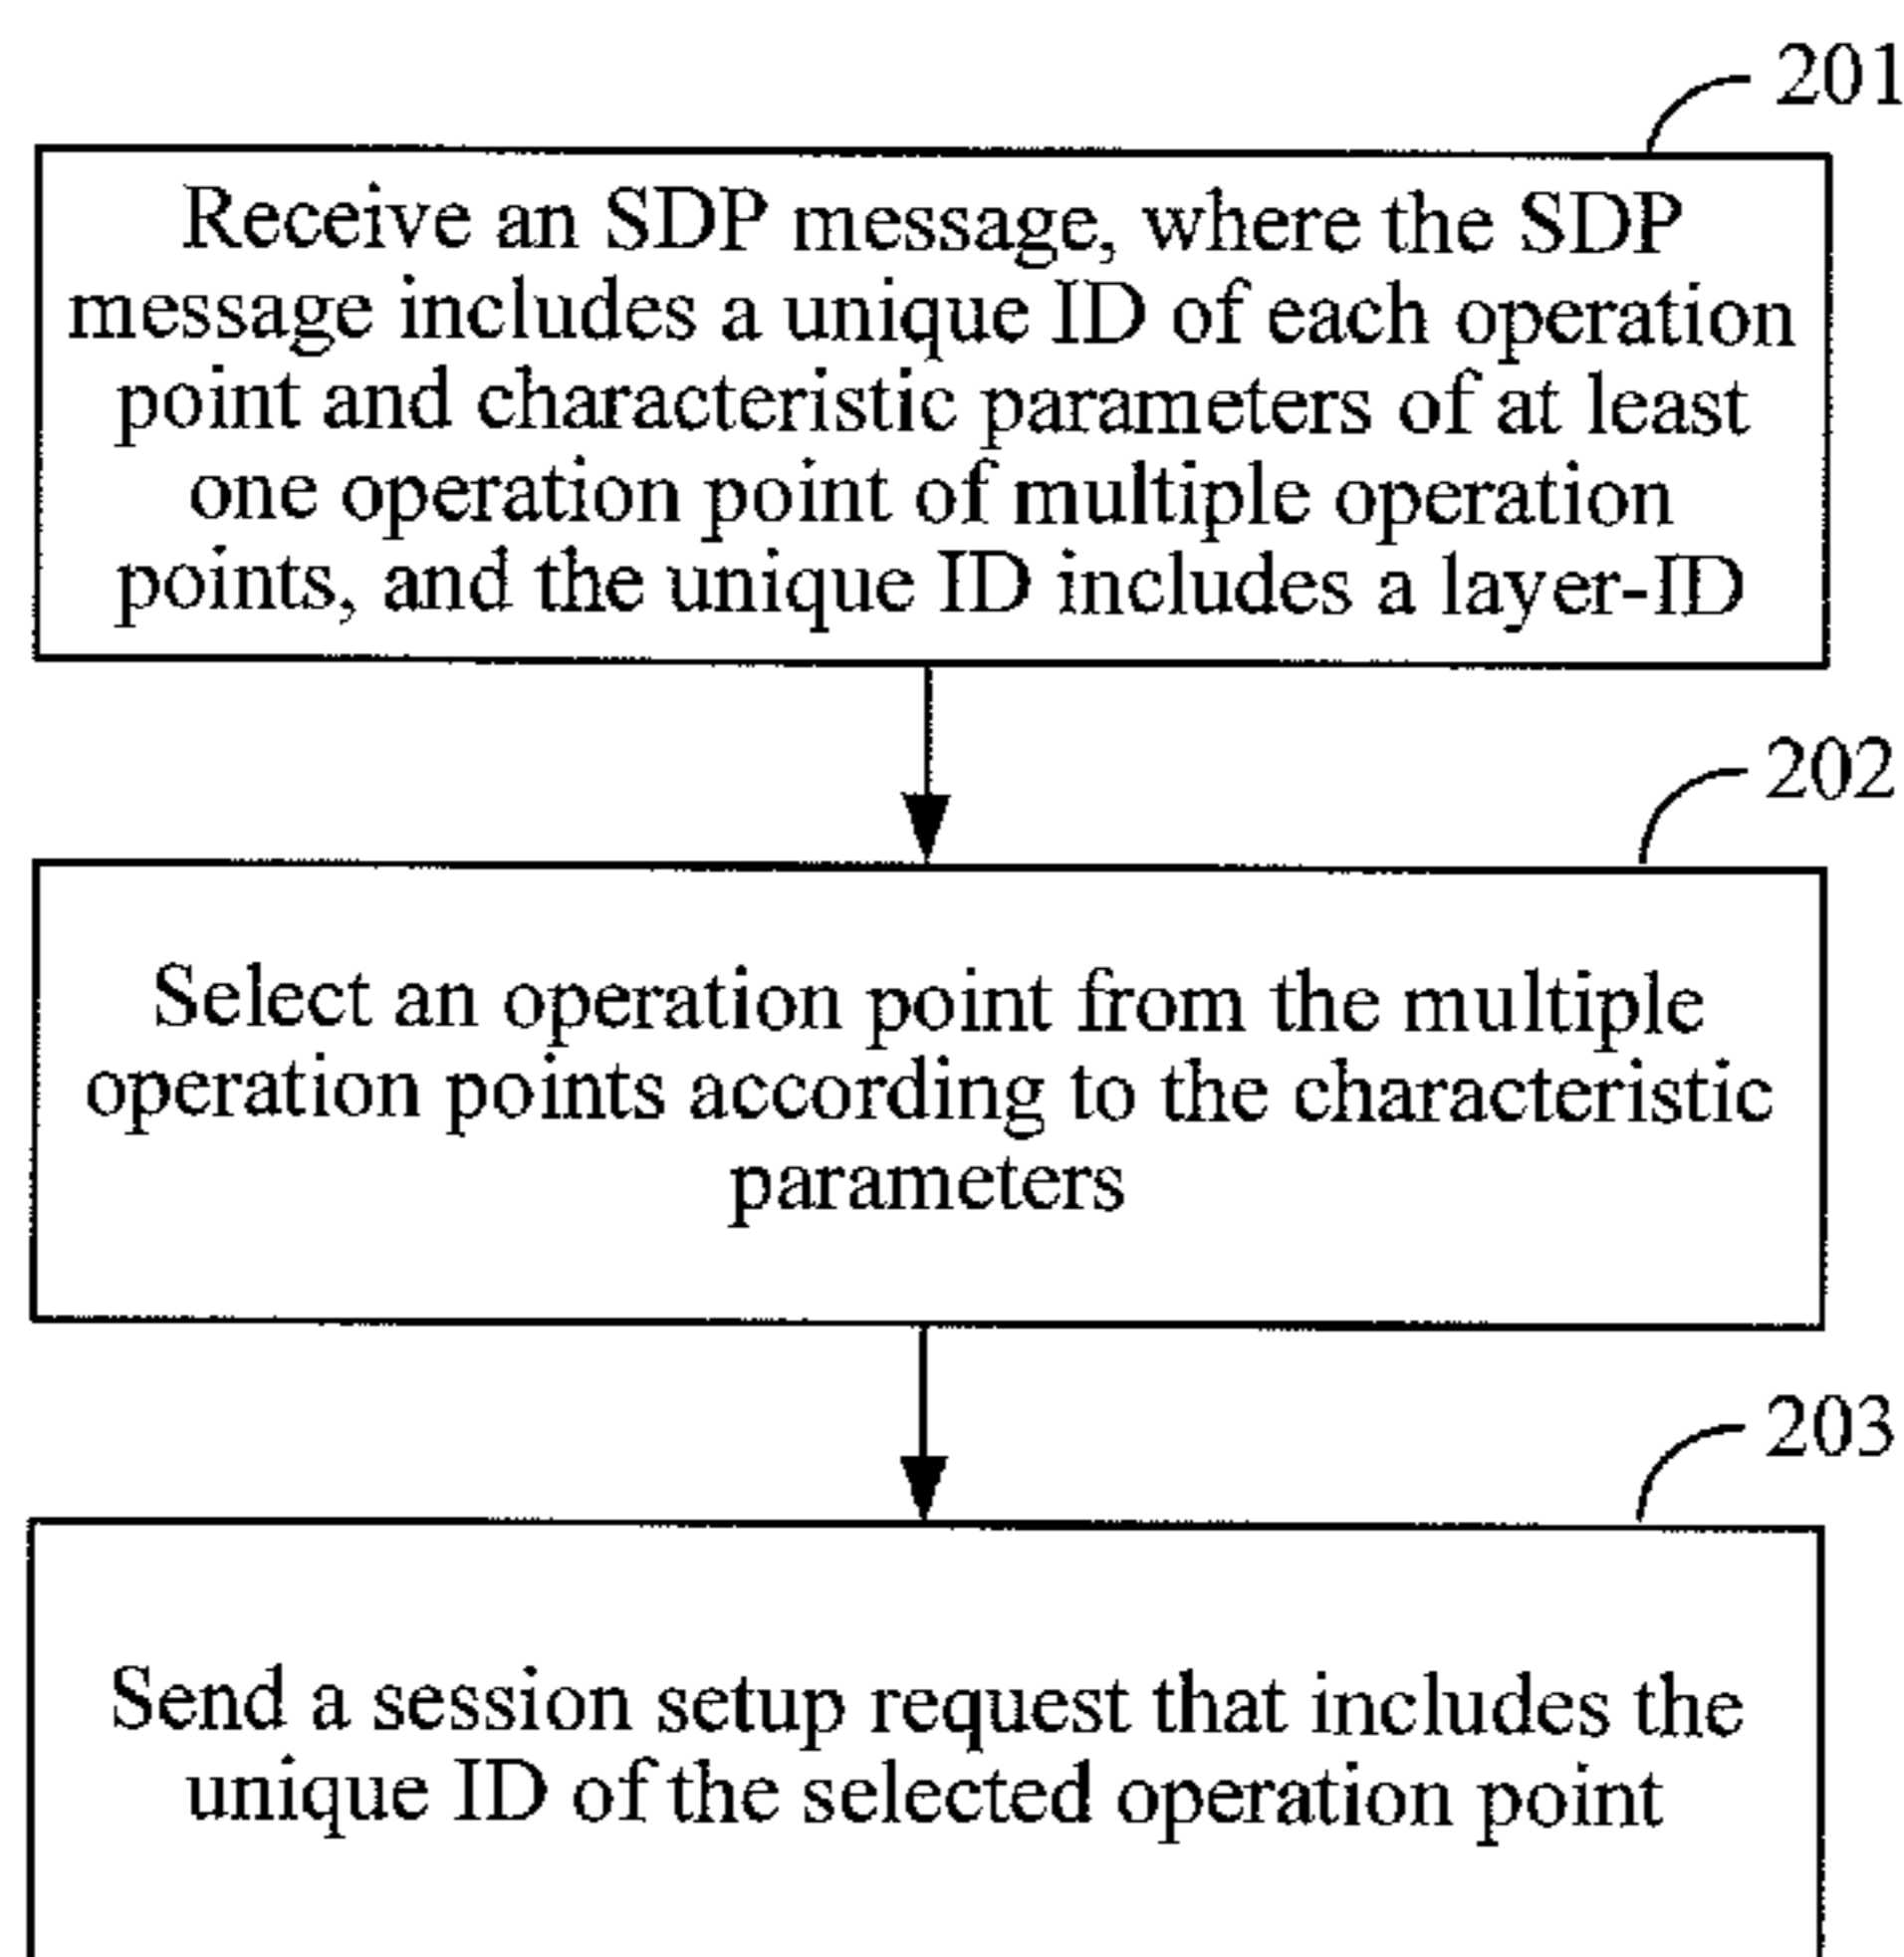 201
Receive an SDP message, where the SDP
message includes a unique ID of each operation
point and characteristic parameters of at least
one operation point of multiple operation
points, and the unique ID includes a layer-ID
202
Select an operation point from the multiple
operation points according to the characteristic
parameters
203
Send a session setup request that includes the
unique ID of the selected operation point